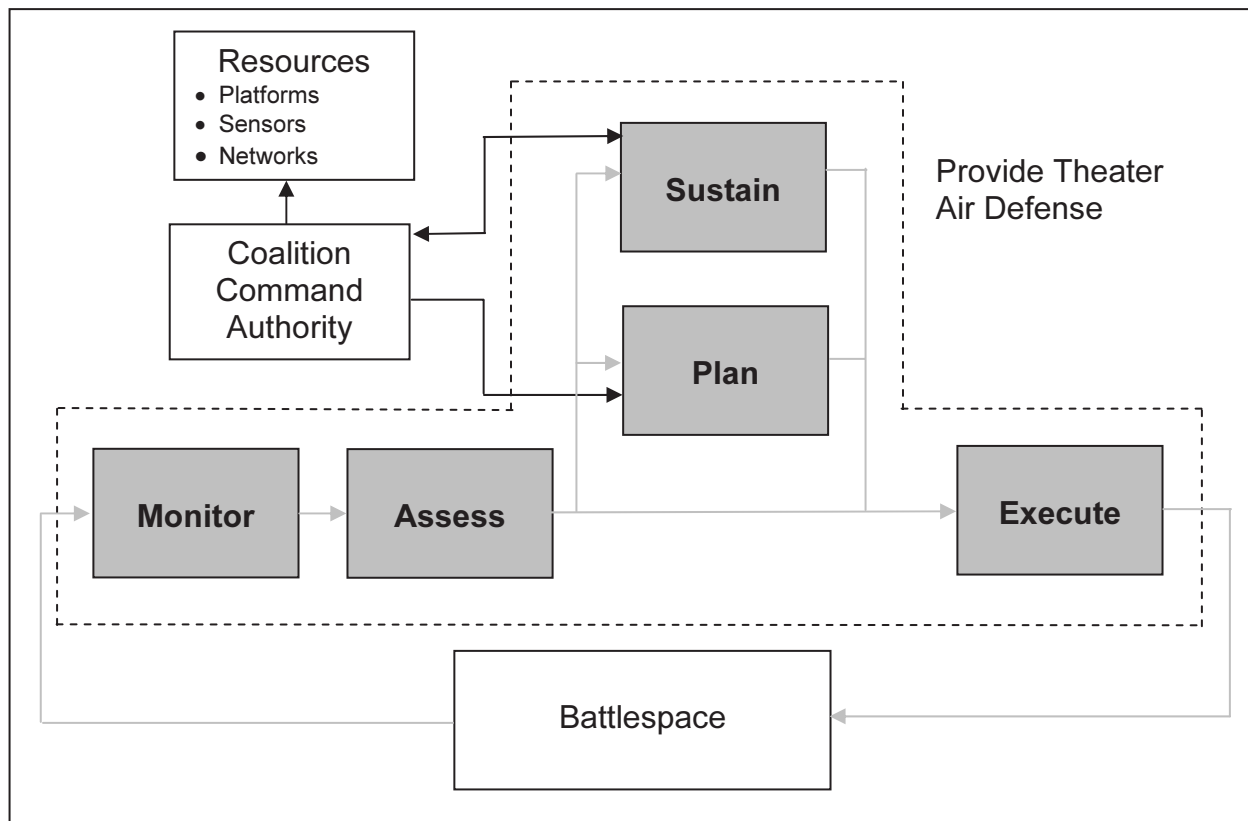 Resources
• Platforms
• Sensors
• Networks
Coalition
Command
Authority
Sustain
Plan
Provide Theater
Air Defense
Monitor
Assess
Execute
Battlespace